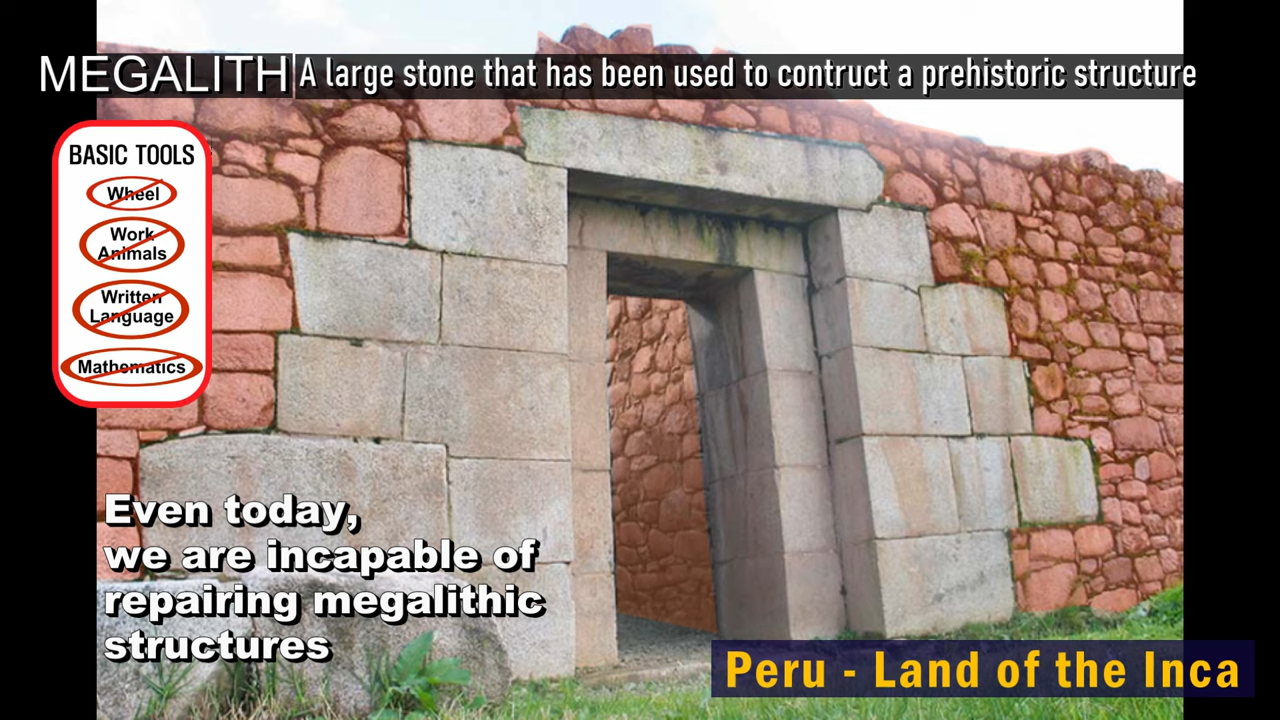 MEGALITH A large stone that has been used to contruct a prehistoric structure
BASIC TOOLS
Wheel
Work
Animals
Written
Language
Mathematics
Even today,
we are incapable of
repairing megalithic
structures
Peru - Land of the Inca